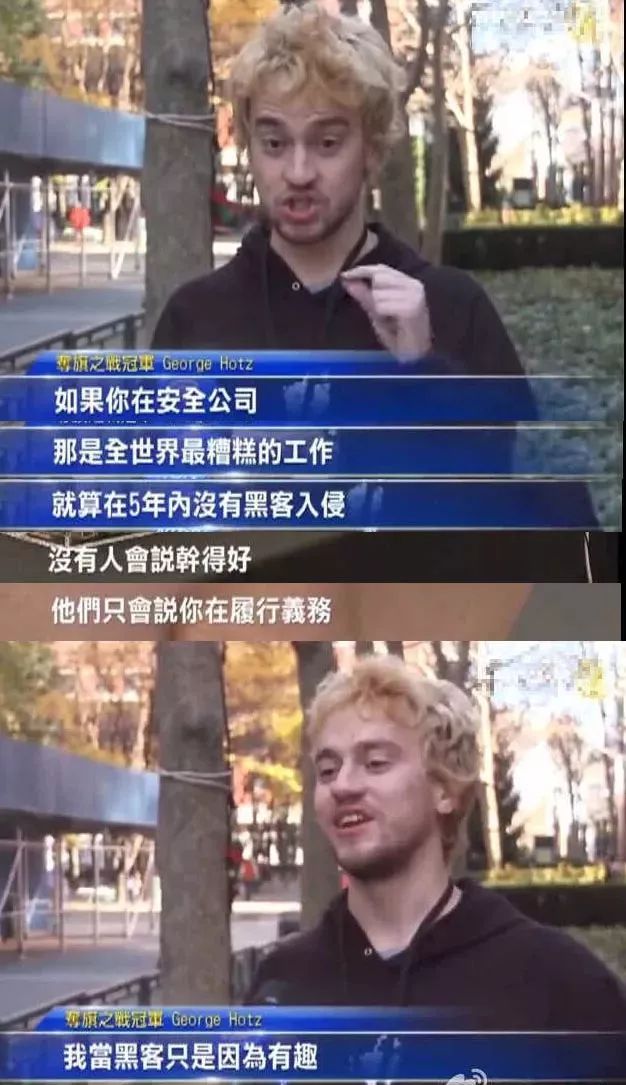 奪旗之戰冠軍 George Hotz
如果你在安全公司
那是全世界最糟糕的工作
就算在5年內沒有黑客入侵
沒有人會説幹得好
他們只會説你在履行義務
奪旗之戰冠軍 George Hotz
我當黑客只是因為有趣